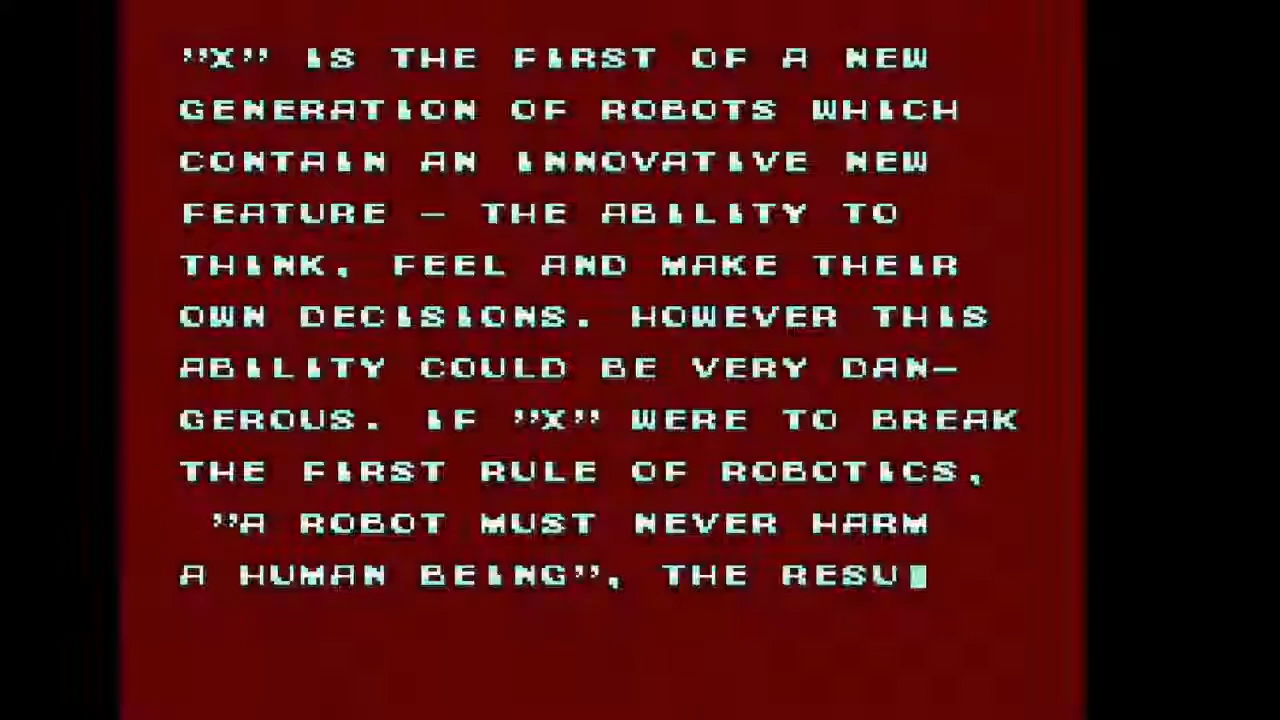 "X" IS THE FIRST OF A NEW
GENERATION OF ROBOTS WHICH
CONTAIN AN INNOVATIVE NEW
FEATURE - THE ABILITY TO
THINK, FEEL AND MAKE THEIR
OWN DECISIONS. HOWEVER THIS
ABILITY COULD BE VERY DAN-
GEROUS. IF "X" WERE TO BREAK
THE FIRST RULE OF ROBOTICS,
"A ROBOT MUST NEVER HARM
A HUMAN BEING", THE RESU